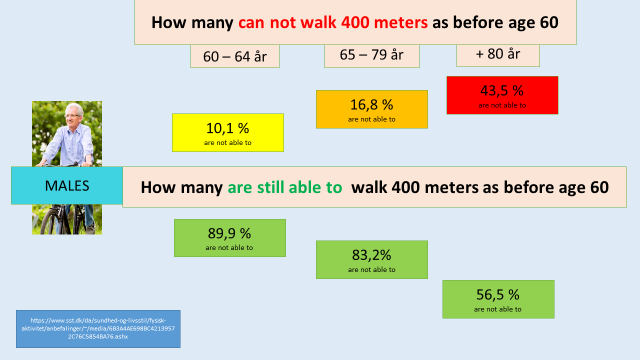 How many can not walk 400 meters as before age 60
60 – 64 år
65 – 79 år
+ 80 år
10,1 %
are not able to
16,8 %
are not able to
43,5 %
are not able to
MALES
How many are still able to walk 400 meters as before age 60
89,9 %
are not able to
83,2%
are not able to
56,5 %
are not able to
https://www.sst.dk/da/sundhed-og-livsstil/fysisk-
aktivitet/anbefalinger/~/media/6B3A4AE698BC4213957
2C76C5854BA76.ashx